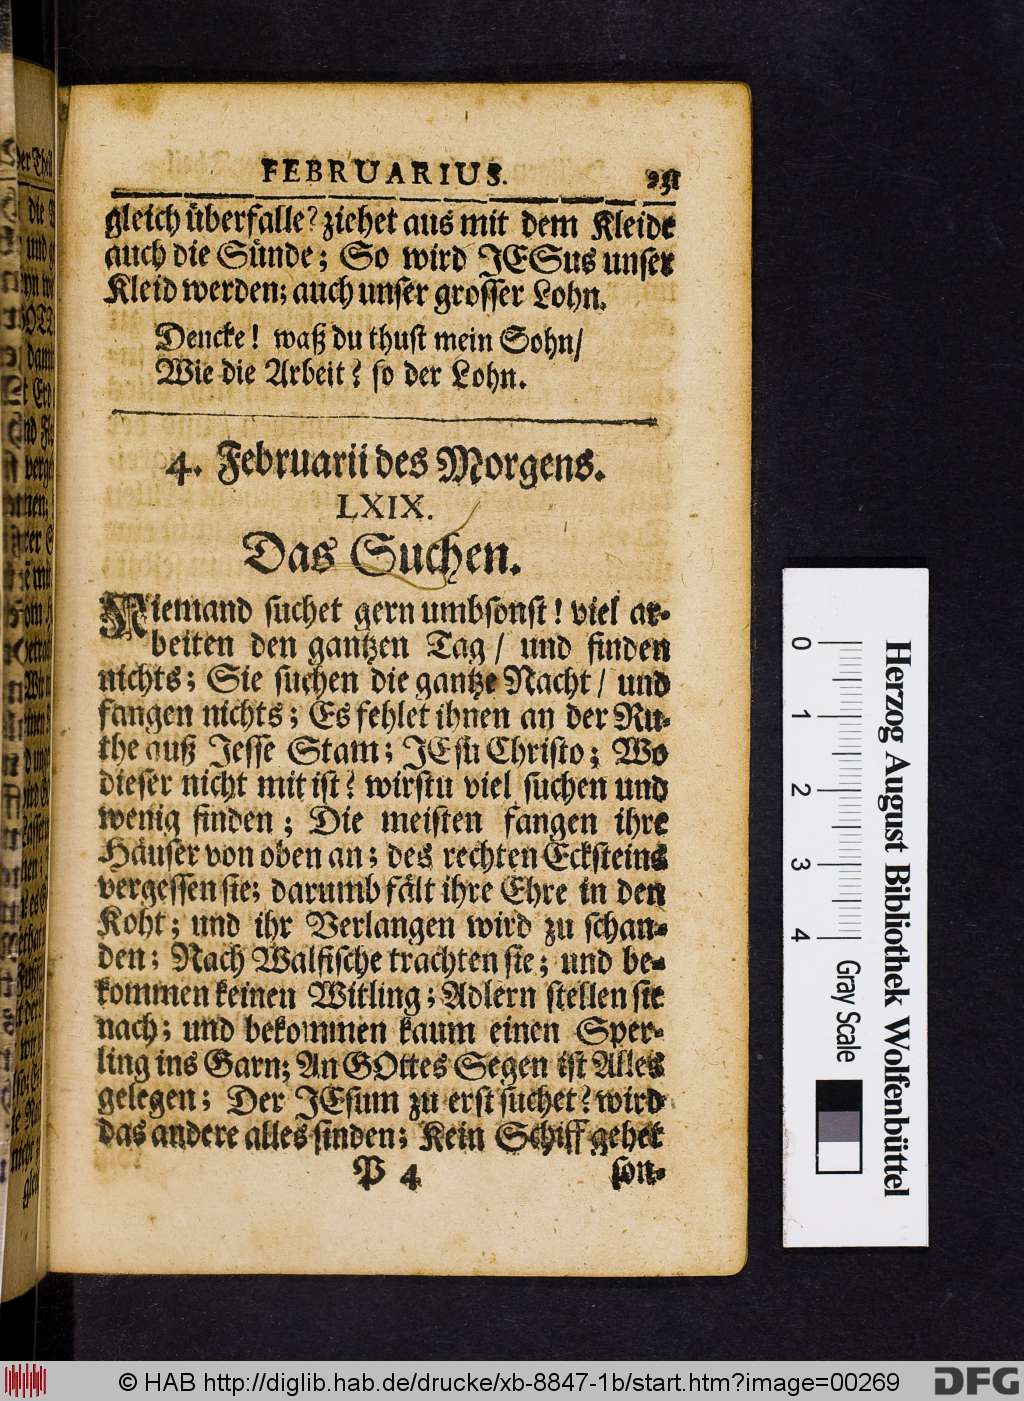 FEBRUARIUS.
gleich überfalle? ziehet aus mit dem Kleide
auch die Sünde; So wird JESus unser
Kleid werden; auch unser grosser Lohn.
Dencke! waß du thust mein Sohn/
Wie die Arbeit? so der Lohn.
4. Februarii des Morgens.
LXIX.
Das Suchen.
Niemand suchet gern umbsonst! viel ar-
beiten den gantzen Tag/ und finden
nichts; Sie suchen die gantze Nacht/ und
fangen nichts; Es fehlet ihnen an der Ru-
the auß Jesse Stam; JEsu Christo; Wo
dieser nicht mit ist? wirstu viel suchen und
wenig finden; Die meisten fangen ihre
Häuser von oben an; des rechten Ecksteins
vergessen sie; darumb fält ihre Ehre in den
Koht; und ihr Verlangen wird zu schan-
den; Nach Walfische trachten sie; und be-
kommen keinen Witling; Adlern stellen sie
nach; und bekommen kaum einen Sper-
ling ins Garn; An GOttes Segen ist Alles
gelegen; Der JEsum zu erst suchet? wird
das andere alles finden; Kein Schiff gehet
P 4 son-
0 1 2 3 4
Gray Scale
Herzog August Bibliothek Wolfenbüttel
© HAB http://diglib.hab.de/drucke/xb-8847-1b/start.htm?image=00269
DFG